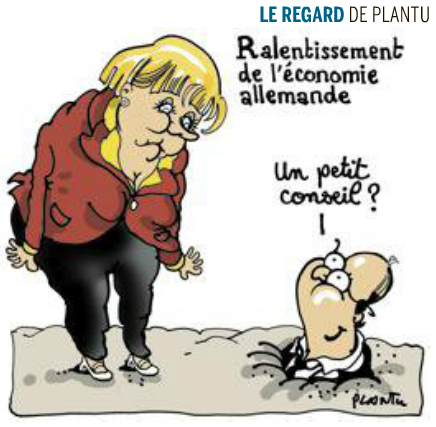 LE REGARD DE PLANTU
Ralentissement
de l'économie
allemande
Un petit
conseil ?
PLANTU